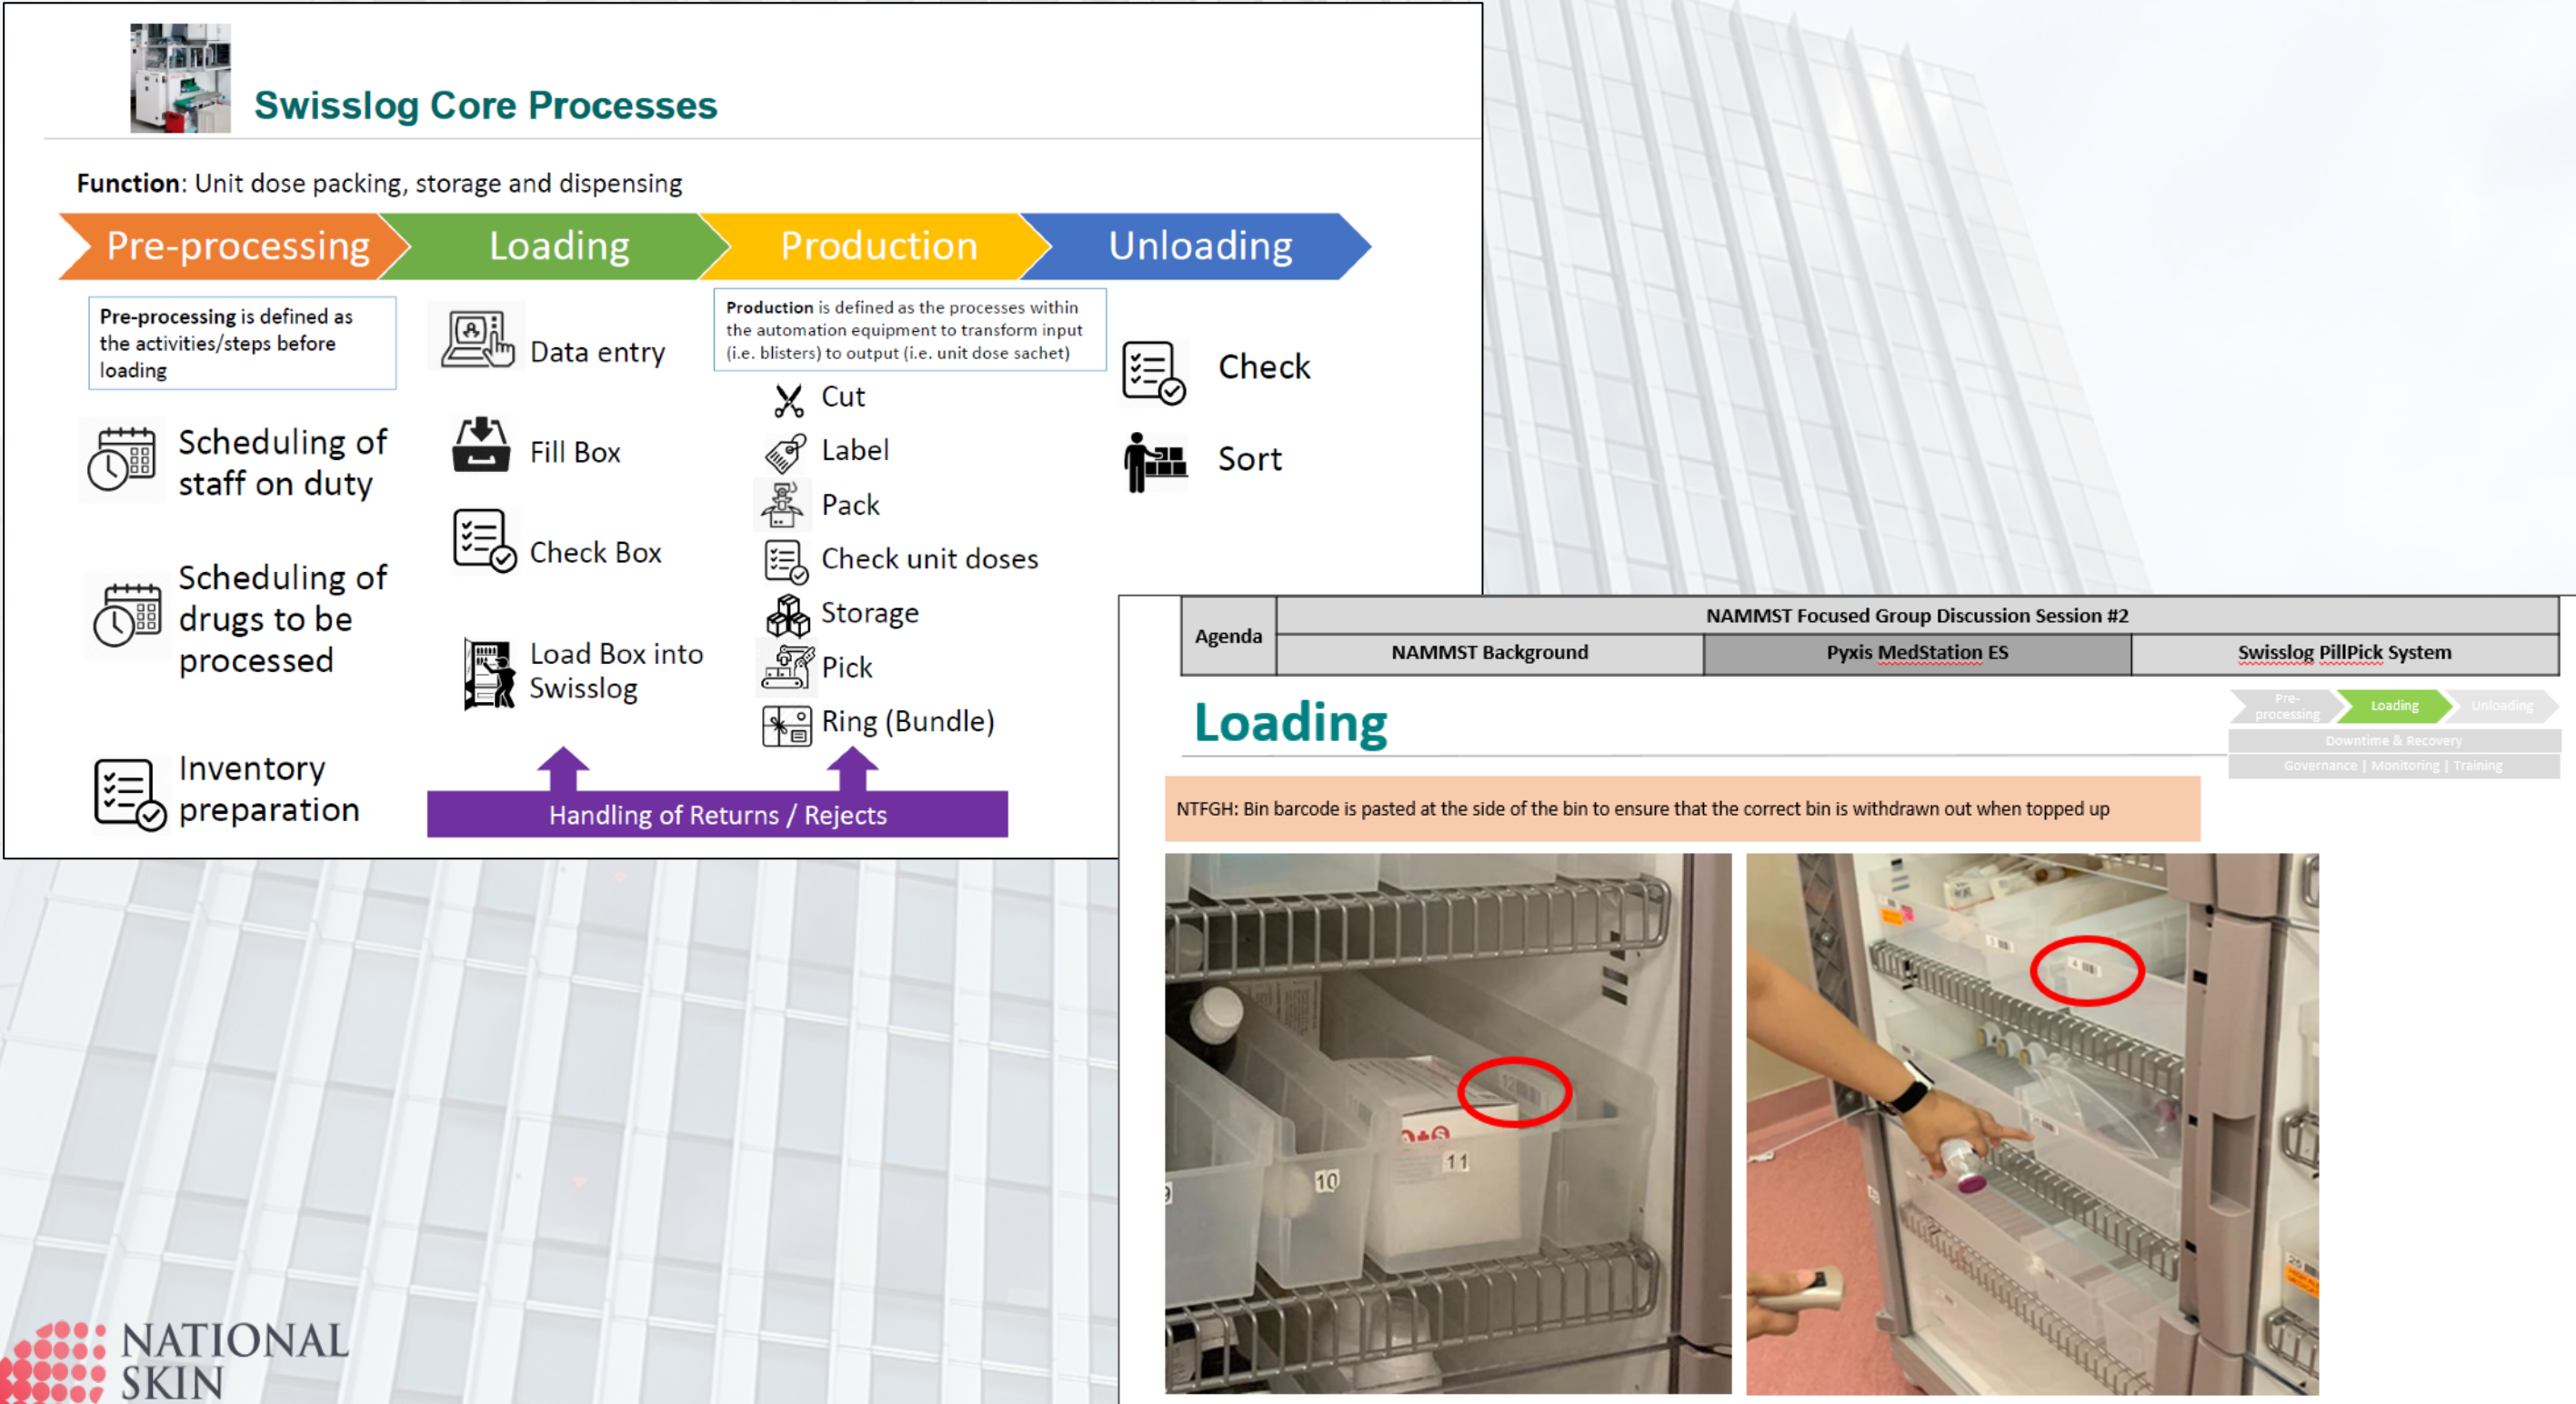 Swisslog Core Processes
Function: Unit dose packing, storage and dispensing
Pre-processing
Loading
Production
Unloading
Pre-processing is defined as
the activities/steps before
loading
Scheduling of
staff on duty
Scheduling of
drugs to be
processed
Inventory
preparation
Data entry
Fill Box
Check Box
Load Box into
Swisslog
Production is defined as the processes within
the automation equipment to transform input
(i.e. blisters) to output (i.e. unit dose sachet)
Cut
Label
Pack
Check unit doses
Storage
Pick
Ring (Bundle)
Check
Sort
Handling of Returns / Rejects
Agenda
NAMMST Focused Group Discussion Session #2
NAMMST Background
Pyxis MedStation ES
Swisslog PillPick System
Loading
Pre-
processing
Loading
Unloading
Downtime & Recovery
Governance | Monitoring | Training
NTFGH: Bin barcode is pasted at the side of the bin to ensure that the correct bin is withdrawn out when topped up
12
9
10
11
4
NATIONAL
SKIN